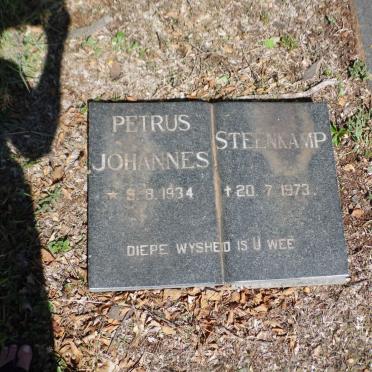 PETRUS STEENKAMP
JOHANNES
* 9.8.1934 † 20.7.1973.
DIEPE WYSHED IS U WEE